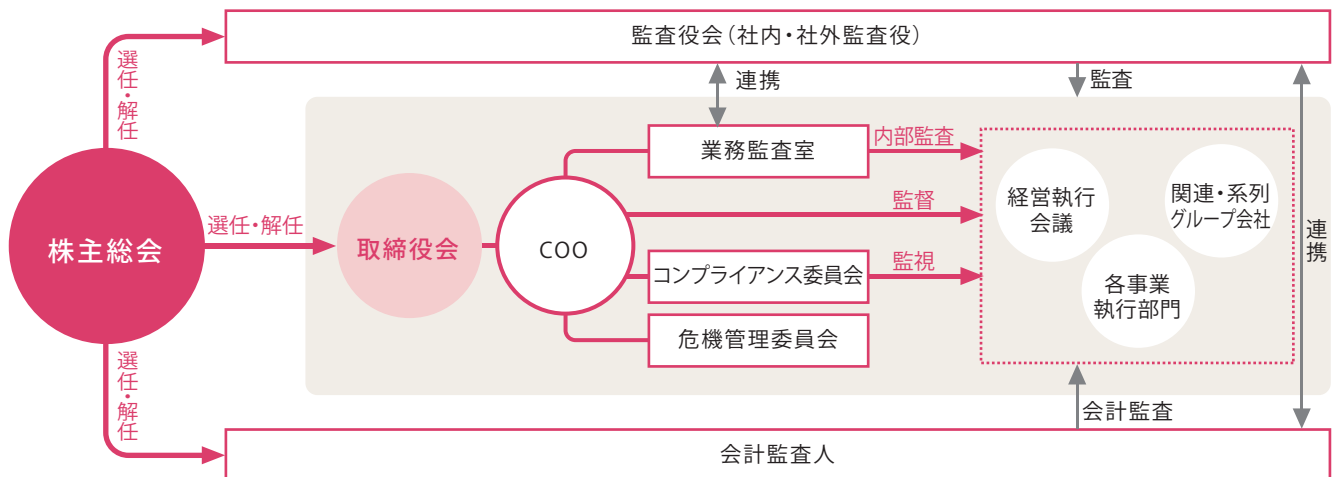 監査役会（社内・社外監査役）
選任・解任
連携
監査
業務監査室
内部監査
経営執行
会議
関連・系列
グループ会社
監督
選任・解任
株主総会
取締役会
COO
連携
コンプライアンス委員会
監視
各事業
執行部門
危機管理委員会
選任・解任
会計監査
会計監査人